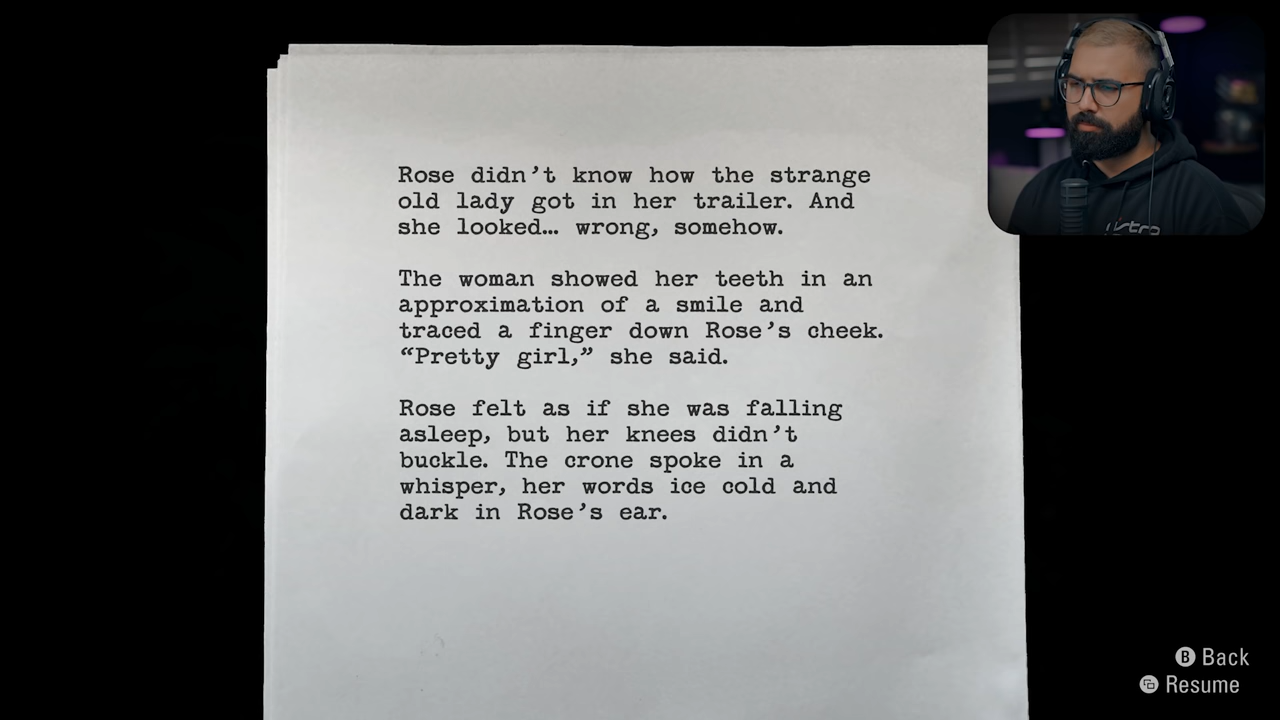 Rose didn’t know how the strange
old lady got in her trailer. And
she looked… wrong, somehow.
The woman showed her teeth in an
approximation of a smile and
traced a finger down Rose’s cheek.
“Pretty girl,” she said.
Rose felt as if she was falling
asleep, but her knees didn’t
buckle. The crone spoke in a
whisper, her words ice cold and
dark in Rose’s ear.
B Back
Resume